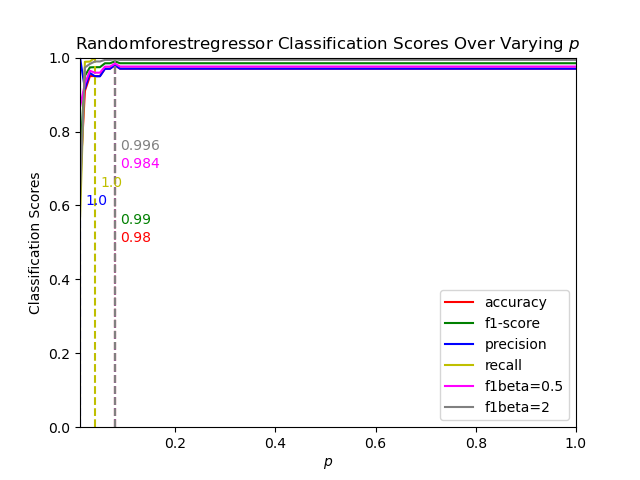 Randomforestregressor Classification Scores Over Varying p
Classification Scores
1.0
0.8
0.6
0.4
0.2
0.0
0.996
0.984
1.0
1.0
0.99
0.98
accuracy
f1-score
precision
recall
f1beta=0.5
f1beta=2
0.2
0.4
0.6
0.8
1.0
p